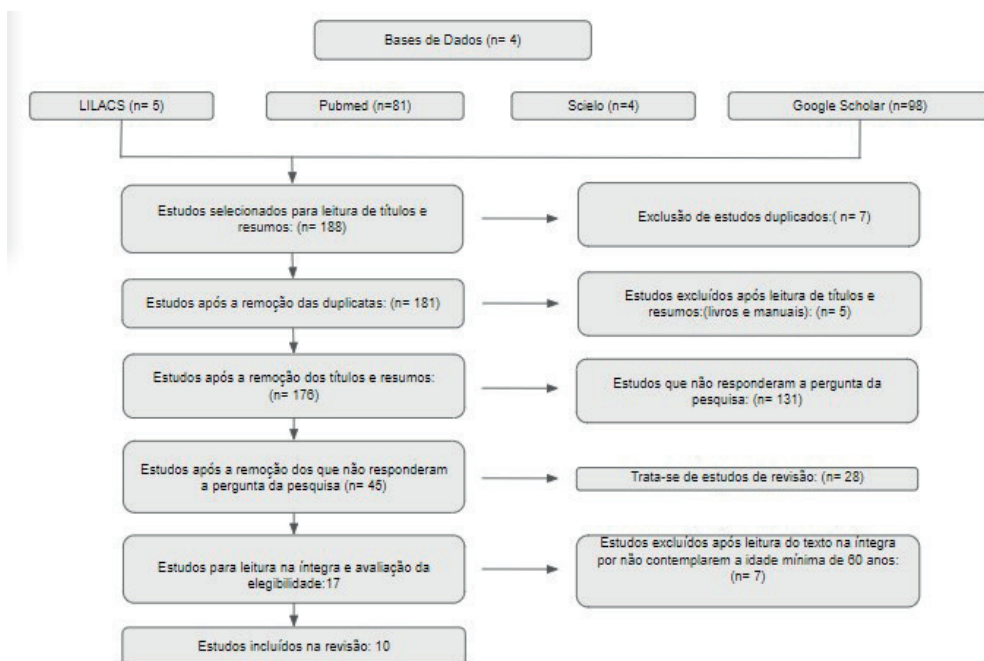 Bases de Dados (n= 4)
LILACS (n= 5)
Pubmed (n=81)
Scielo (n=4)
Google Scholar (n=98)
Estudos selecionados para leitura de títulos e
resumos: (n= 188)
Exclusão de estudos duplicados:( n= 7)
Estudos após a remoção das duplicatas: (n= 181)
Estudos excluídos após leitura de títulos e
resumos:(livros e manuais): (n= 5)
Estudos após a remoção dos títulos e resumos:
(n= 176)
Estudos que não responderam a pergunta da
pesquisa: (n= 131)
Estudos após a remoção dos que não responderam
a pergunta da pesquisa (n= 45)
Trata-se de estudos de revisão: (n= 28)
Estudos para leitura na íntegra e avaliação da
elegibilidade:17
Estudos excluídos após leitura do texto na íntegra
por não contemplarem a idade mínima de 60 anos:
(n= 7)
Estudos incluídos na revisão: 10